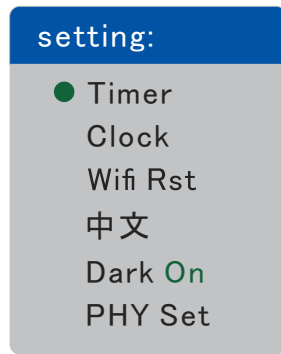 setting:
Timer
Clock
Wifi Rst
中文
Dark On
PHY Set